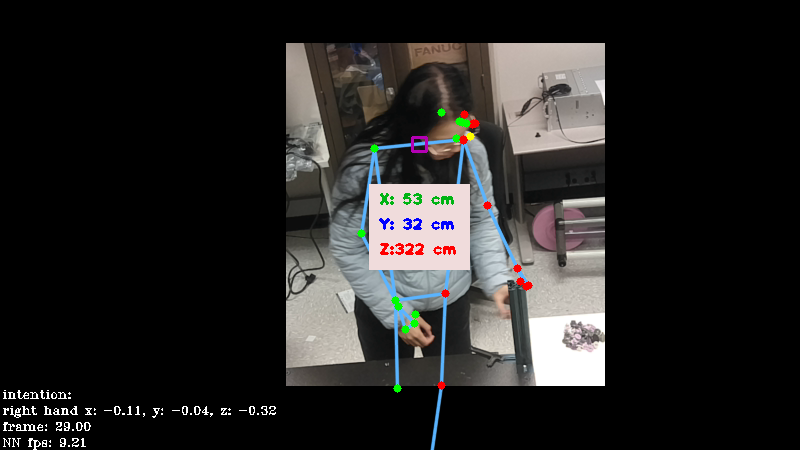 FANUC
X: 53 cm
Y: 32 cm
Z:322 cm
intention:
right hand x: -0.11, y: -0.04, z: -0.32
frame: 29.00
NN fps: 9.21